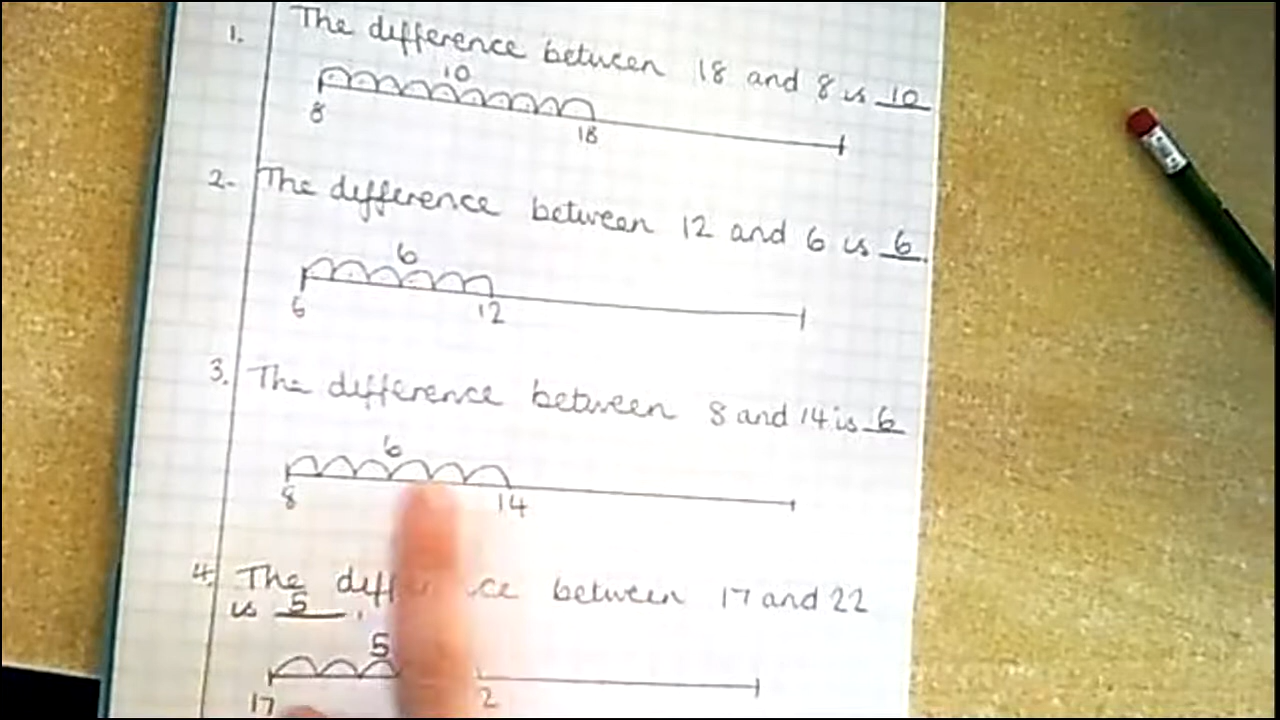 1. The difference between 18 and 8 is 10
10
8 18
2. The difference between 12 and 6 is 6.
6
6 12
3. The difference between 8 and 14 is 6
6
8 14
4. The between 17 and 22
is 5.
5
17 2